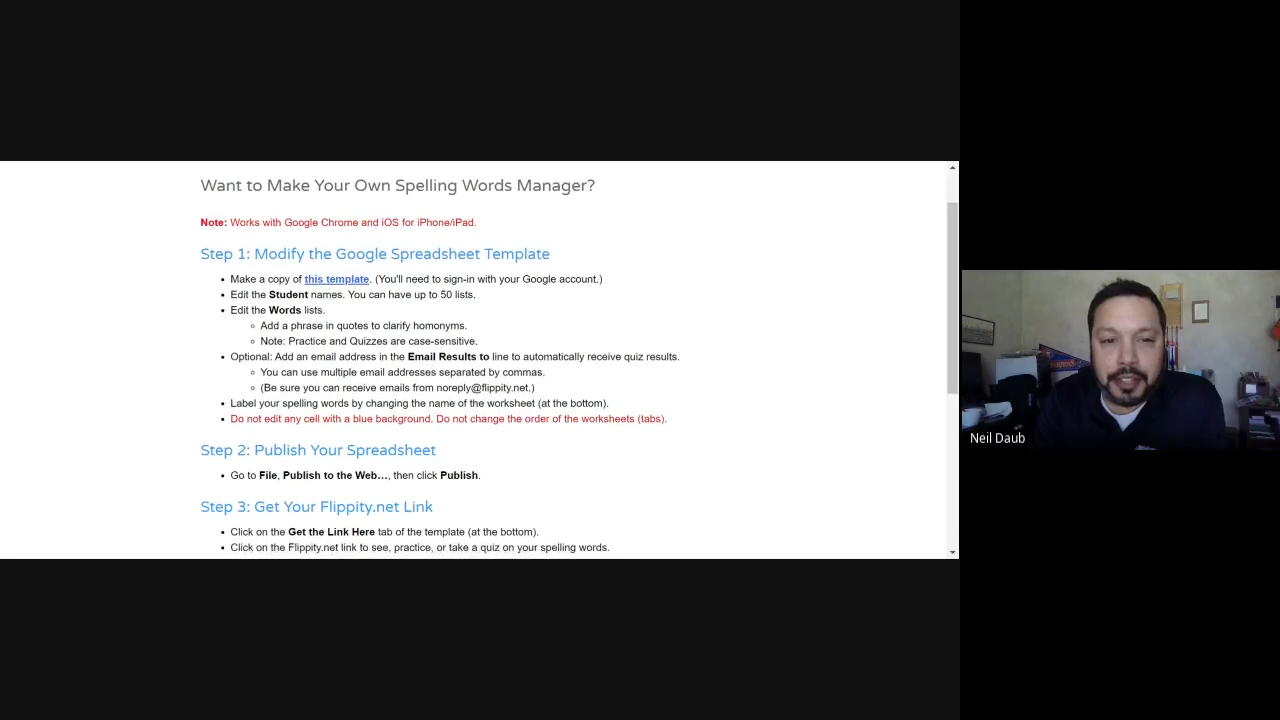 Want to Make Your Own Spelling Words Manager?
Note: Works with Google Chrome and iOS for iPhone/iPad.
Step 1: Modify the Google Spreadsheet Template
• Make a copy of this template. (You'll need to sign-in with your Google account.)
• Edit the Student names. You can have up to 50 lists.
• Edit the Words lists.
◦ Add a phrase in quotes to clarify homonyms.
◦ Note: Practice and Quizzes are case-sensitive.
• Optional: Add an email address in the Email Results to line to automatically receive quiz results.
◦ You can use multiple email addresses separated by commas.
◦ (Be sure you can receive emails from noreply@flippity.net.)
• Label your spelling words by changing the name of the worksheet (at the bottom).
• Do not edit any cell with a blue background. Do not change the order of the worksheets (tabs).
Step 2: Publish Your Spreadsheet
• Go to File, Publish to the Web..., then click Publish.
Step 3: Get Your Flippity.net Link
• Click on the Get the Link Here tab of the template (at the bottom).
• Click on the Flippity.net link to see, practice, or take a quiz on your spelling words.
Neil Daub